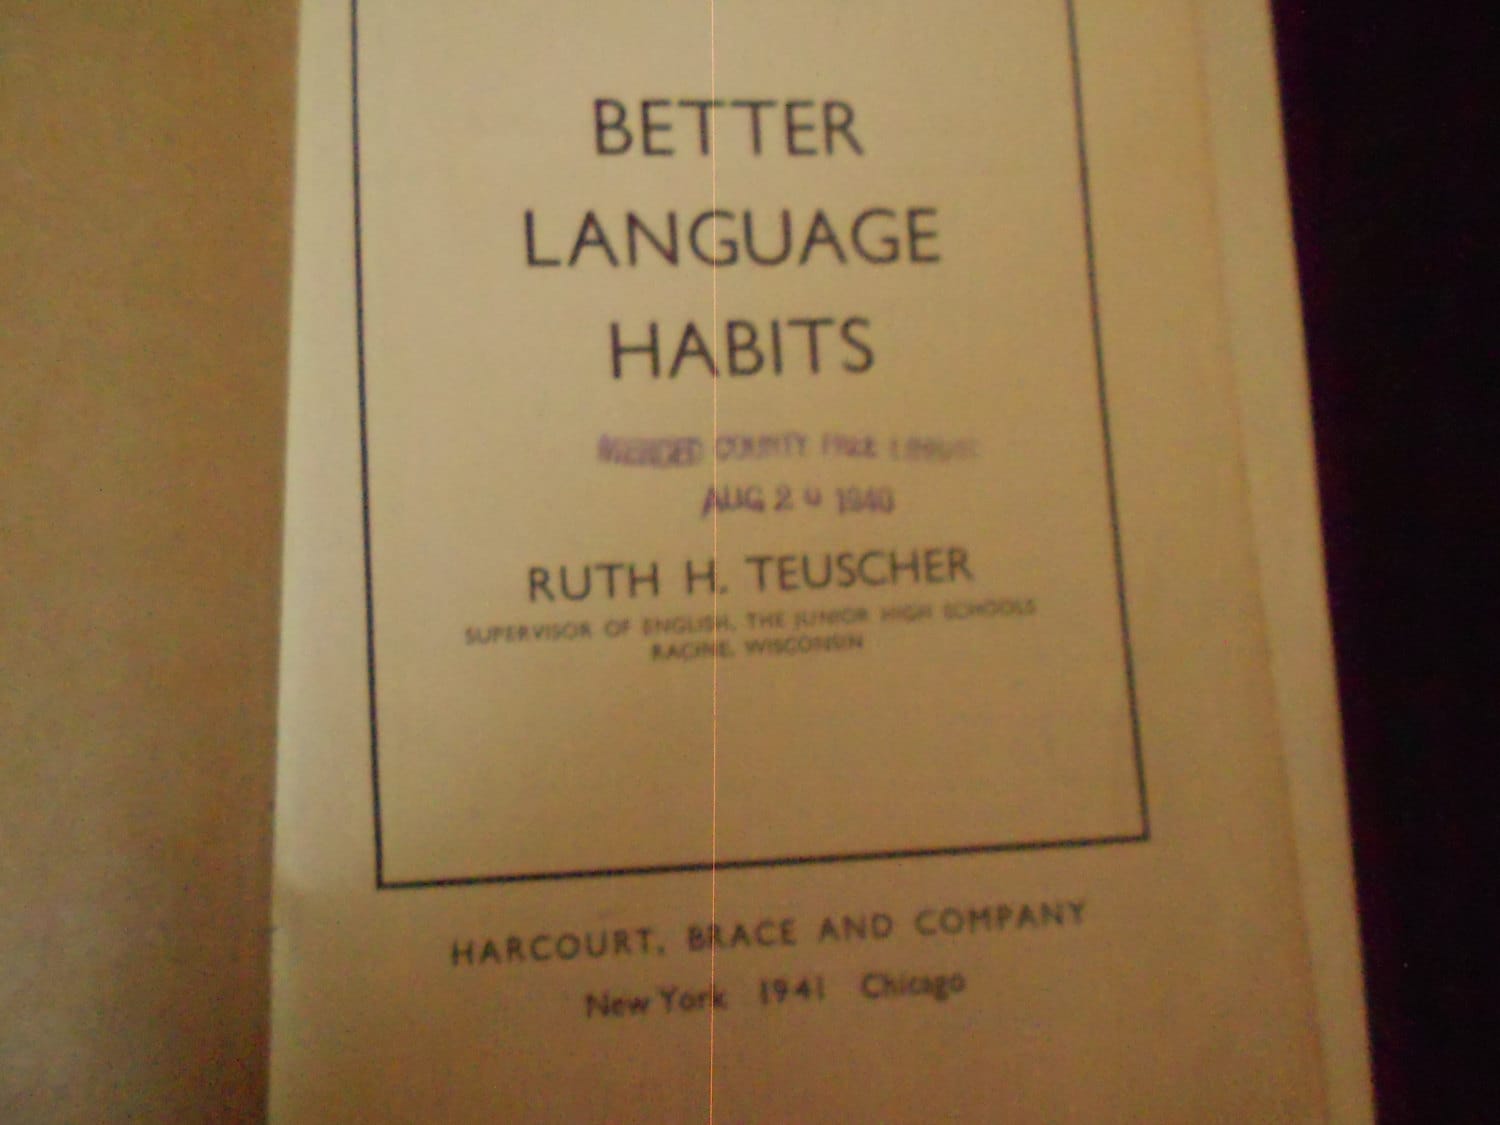 BETTER
LANGUAGE
HABITS
COUNTY FREE
AUG 20 1940
RUTH H. TEUSCHER
SUPERVISOR OF ENGLISH, THE JUNIOR HIGH SCHOOLS
RACINE, WISCONSIN
HARCOURT, BRACE AND COMPANY
New York 1941 Chicago